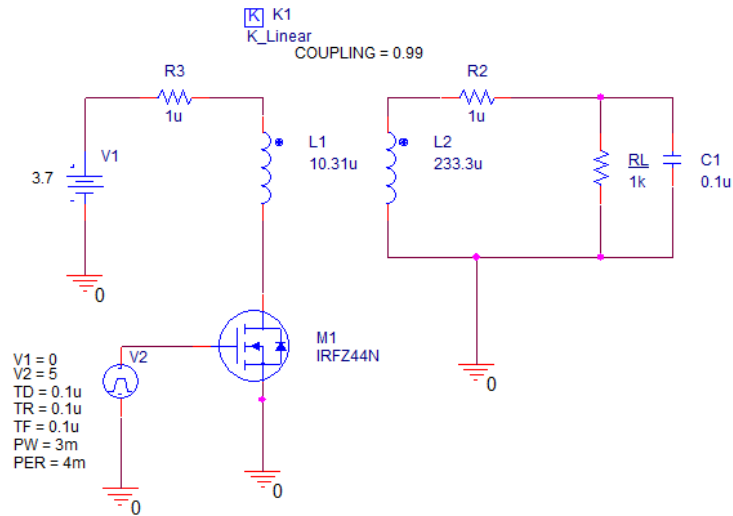 K K1
K_Linear
COUPLING = 0.99
R3
1u
R2
1u
V1
3.7
L1
10.31u
L2
233.3u
RL
1k
C1
0.1u
0
M1
IRFZ44N
V2
V1 = 0
V2 = 5
TD = 0.1u
TR = 0.1u
TF = 0.1u
PW = 3m
PER = 4m
0
0
0